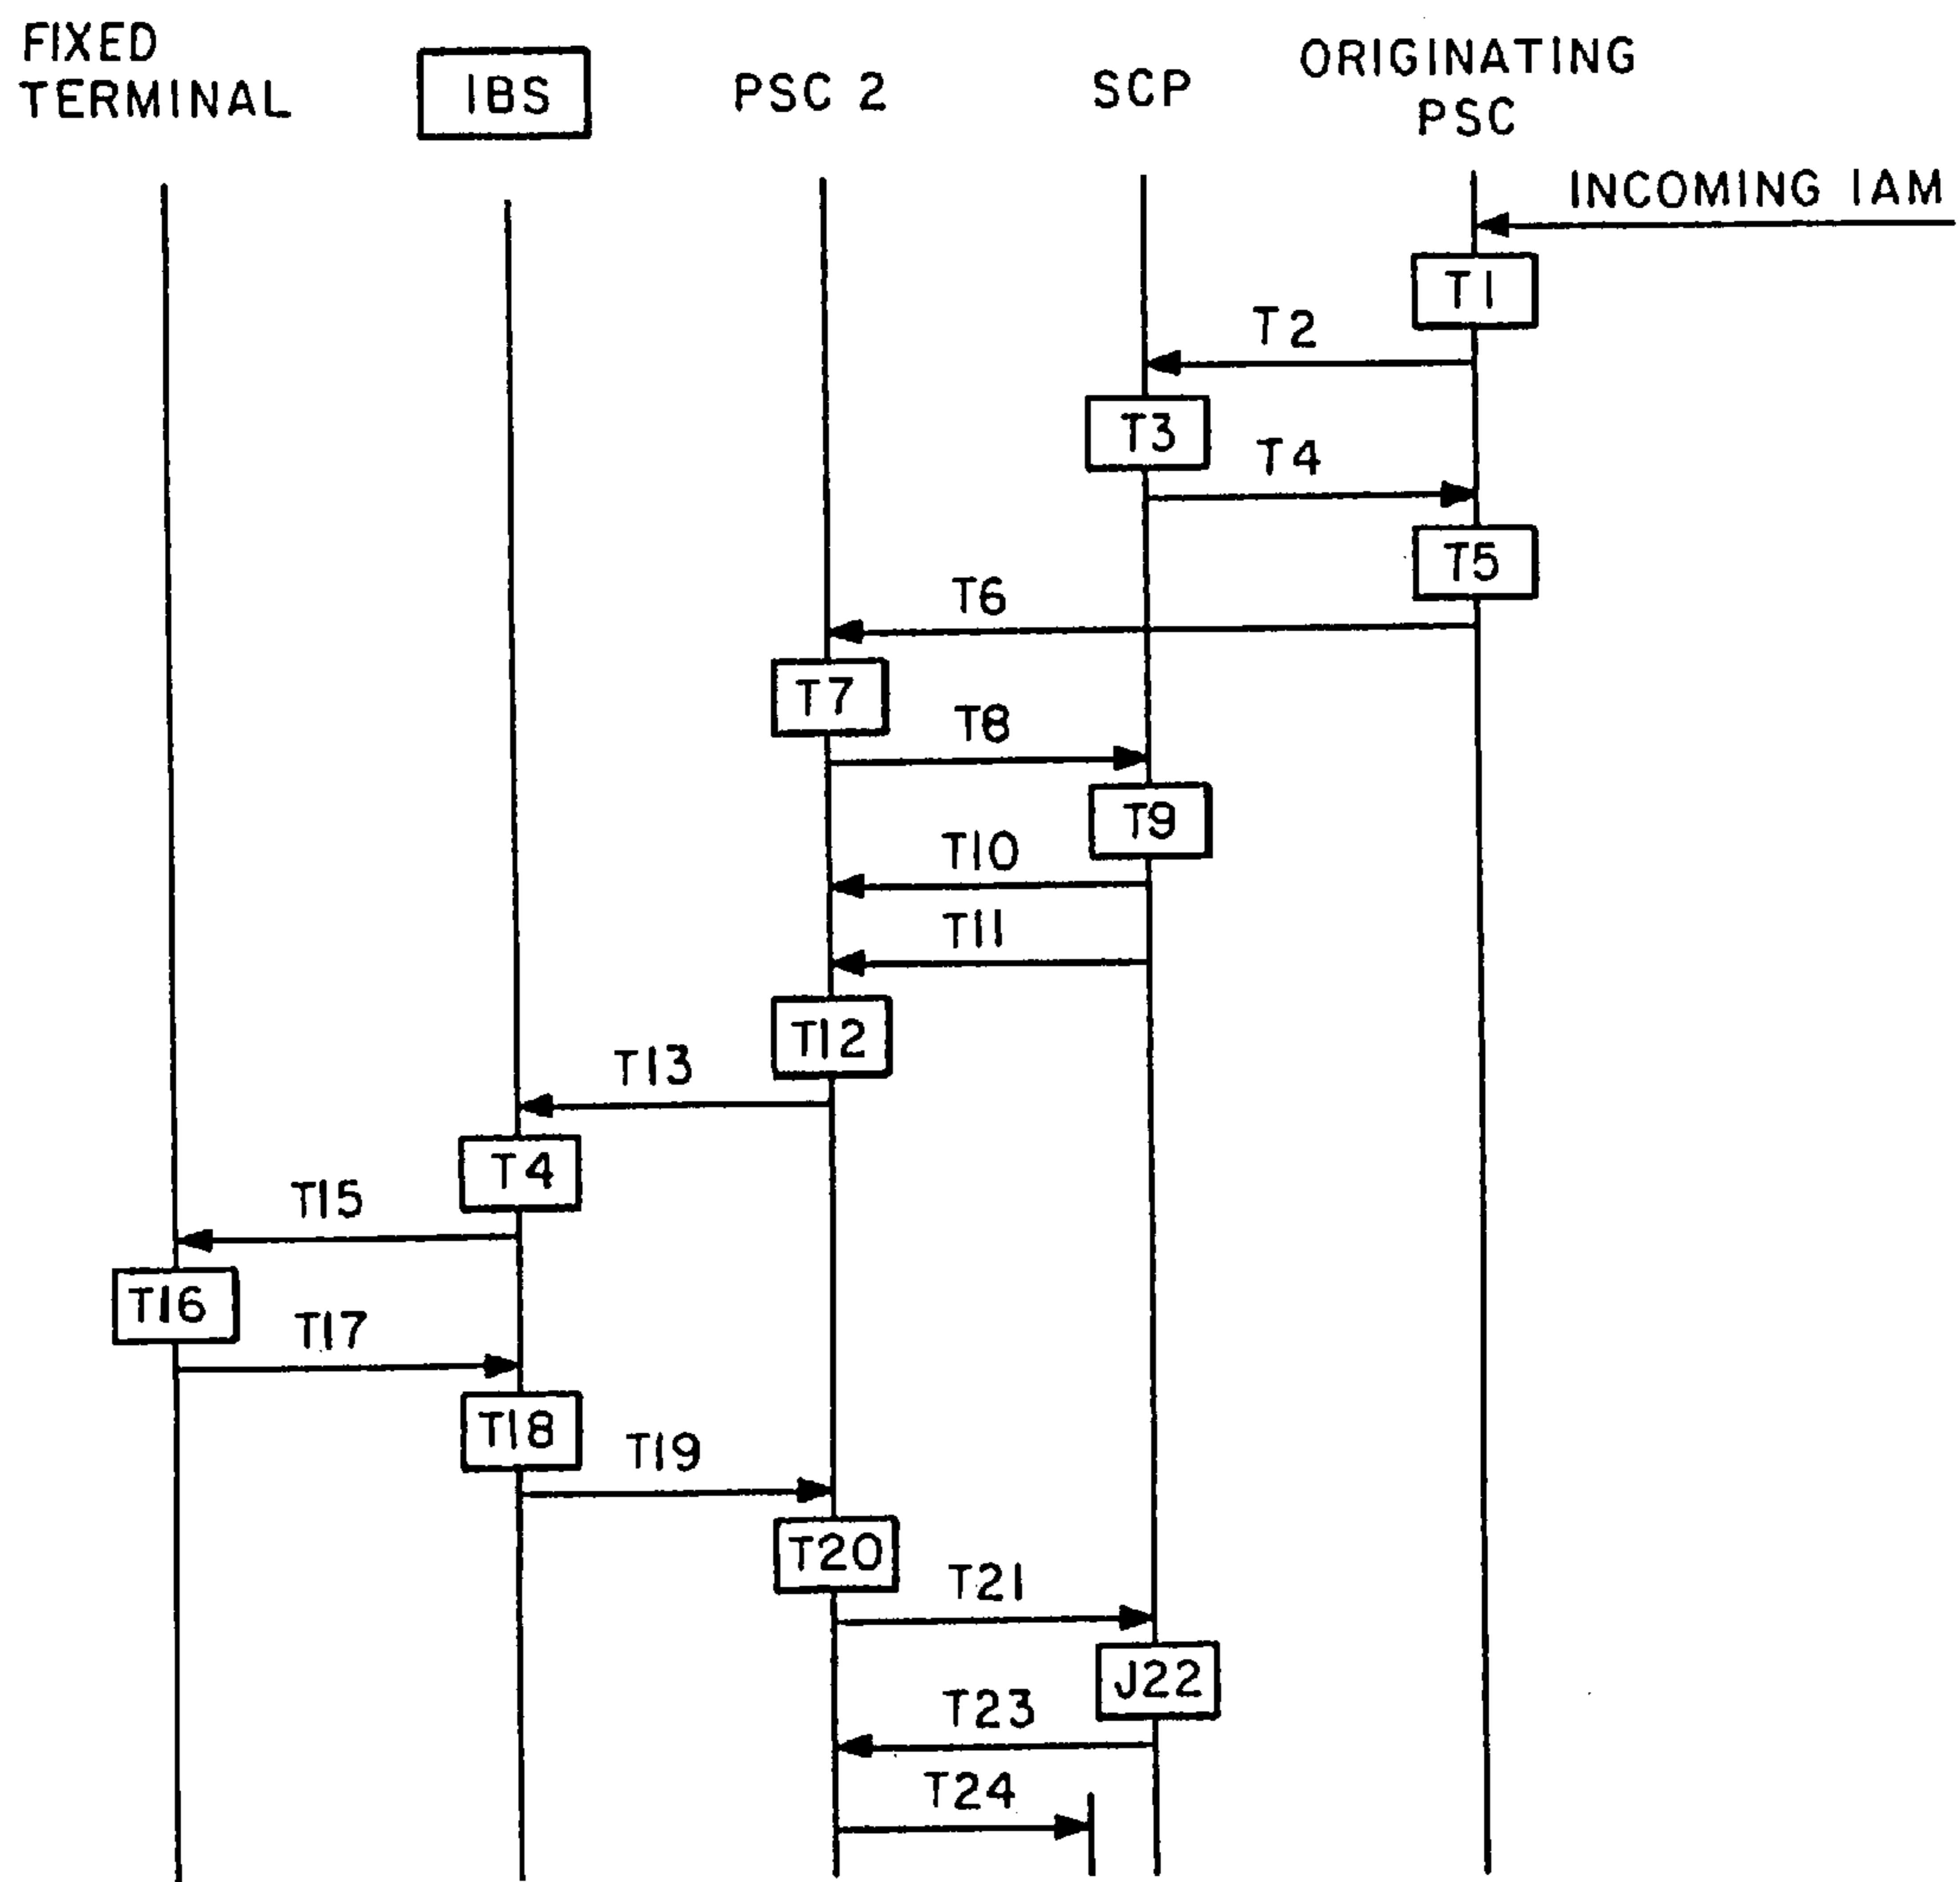 FIXED
TERMINAL
IBS
PSC 2
SCP
ORIGINATING
PSC
INCOMING IAM
T1
T2
T3
T4
T5
T6
T7
T8
T9
T10
T11
T12
T13
T4
T15
T16
T17
T18
T19
T20
T21
J22
T23
T24